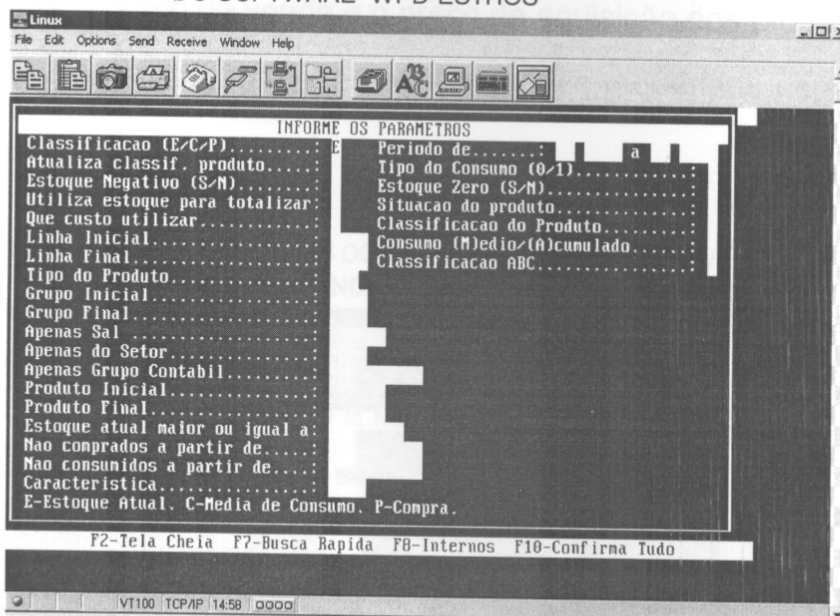 DO SOFTWARE WPD ESTHOS
Linux
File Edit Options Send Receive Window Help
INFORME OS PARAMETROS
Classificacao (E/C/P).........: E
Periodo de.......: a
Atualiza classif. produto.....:
Tipo do Consumo (0/1)............:
Estoque Negativo (S/N)........:
Estoque Zero (S/N)...............:
Utiliza estoque para totalizar:
Situacao do produto..............:
Que custo utilizar............:
Classificacao do Produto.........:
Linha Inicial.................:
Consumo (M)edio/(A)cumulado......:
Linha Final...................:
Classificacao ABC................:
Tipo do Produto...............:
Grupo Inicial.................:
Grupo Final...................:
Apenas Sal ...................:
Apenas do Setor...............:
Apenas Grupo Contabil.........:
Produto Inicial...............:
Produto Final.................:
Estoque atual maior ou igual a:
Nao comprados a partir de.....:
Nao consumidos a partir de....:
Caracteristica................:
E-Estoque Atual. C-Media de Consumo. P-Compra.
F2-Tela Cheia F7-Busca Rapida F8-Internos F10-Confirma Tudo
VT100 TCP/IP 14:58